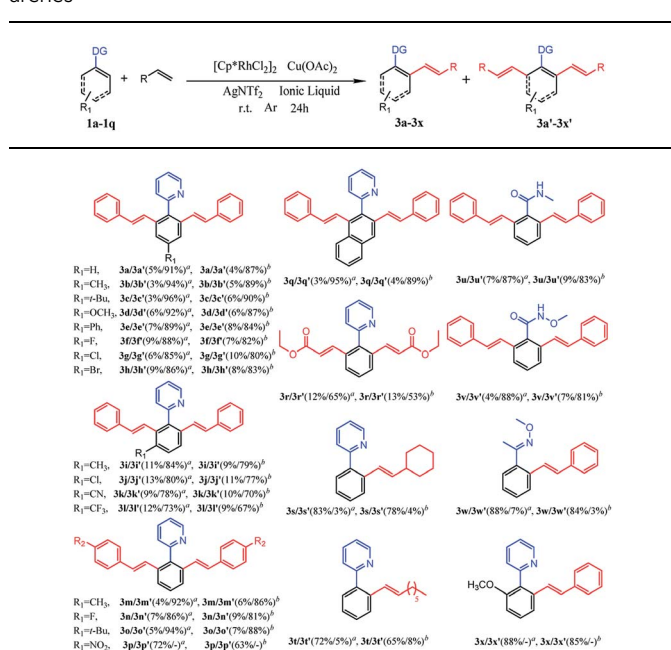 arenes
DG
R
R₁
1a-1q
+
[Cp*RhCl₂]₂ Cu(OAc)₂
AgNTf₂ Ionic Liquid
r.t. Ar 24h
DG
R
R₁
3a-3x
+
R
DG
R
R₁
3a'-3x'
N
R₁
R₁=H, 3a/3a'(5%/91%)ᵃ, 3a/3a'(4%/87%)ᵇ
R₁=CH₃, 3b/3b'(3%/94%)ᵃ, 3b/3b'(5%/89%)ᵇ
R₁=t-Bu, 3c/3c'(3%/96%)ᵃ, 3c/3c'(6%/90%)ᵇ
R₁=OCH₃, 3d/3d'(6%/92%)ᵃ, 3d/3d'(6%/87%)ᵇ
R₁=Ph, 3e/3e'(7%/89%)ᵃ, 3e/3e'(8%/84%)ᵇ
R₁=F, 3f/3f'(9%/88%)ᵃ, 3f/3f'(7%/82%)ᵇ
R₁=Cl, 3g/3g'(6%/85%)ᵃ, 3g/3g'(10%/80%)ᵇ
R₁=Br, 3h/3h'(9%/86%)ᵃ, 3h/3h'(8%/83%)ᵇ
N
R₁
R₁=CH₃, 3i/3i'(11%/84%)ᵃ, 3i/3i'(9%/79%)ᵇ
R₁=Cl, 3j/3j'(13%/80%)ᵃ, 3j/3j'(11%/77%)ᵇ
R₁=CN, 3k/3k'(9%/78%)ᵃ, 3k/3k'(10%/70%)ᵇ
R₁=CF₃, 3l/3l'(12%/73%)ᵃ, 3l/3l'(9%/67%)ᵇ
R₂
N
R₂
R₁=CH₃, 3m/3m'(4%/92%)ᵃ, 3m/3m'(6%/86%)ᵇ
R₁=F, 3n/3n'(7%/86%)ᵃ, 3n/3n'(9%/81%)ᵇ
R₁=t-Bu, 3o/3o'(5%/94%)ᵃ, 3o/3o'(7%/88%)ᵇ
R₁=NO₂, 3p/3p'(72%/-)ᵃ, 3p/3p'(63%/-)ᵇ
N
3q/3q'(3%/95%)ᵃ, 3q/3q'(4%/89%)ᵇ
O
O
N
O
O
3r/3r'(12%/65%)ᵃ, 3r/3r'(13%/53%)ᵇ
N
3s/3s'(83%/3%)ᵃ, 3s/3s'(78%/4%)ᵇ
N
5
3t/3t'(72%/5%)ᵃ, 3t/3t'(65%/8%)ᵇ
O
H
N
3u/3u'(7%/87%)ᵃ, 3u/3u'(9%/83%)ᵇ
O
H
N
O
3v/3v'(4%/88%)ᵃ, 3v/3v'(7%/81%)ᵇ
O
N
3w/3w'(88%/7%)ᵃ, 3w/3w'(84%/3%)ᵇ
N
H₃CO
3x/3x'(88%/-)ᵃ, 3x/3x'(85%/-)ᵇ